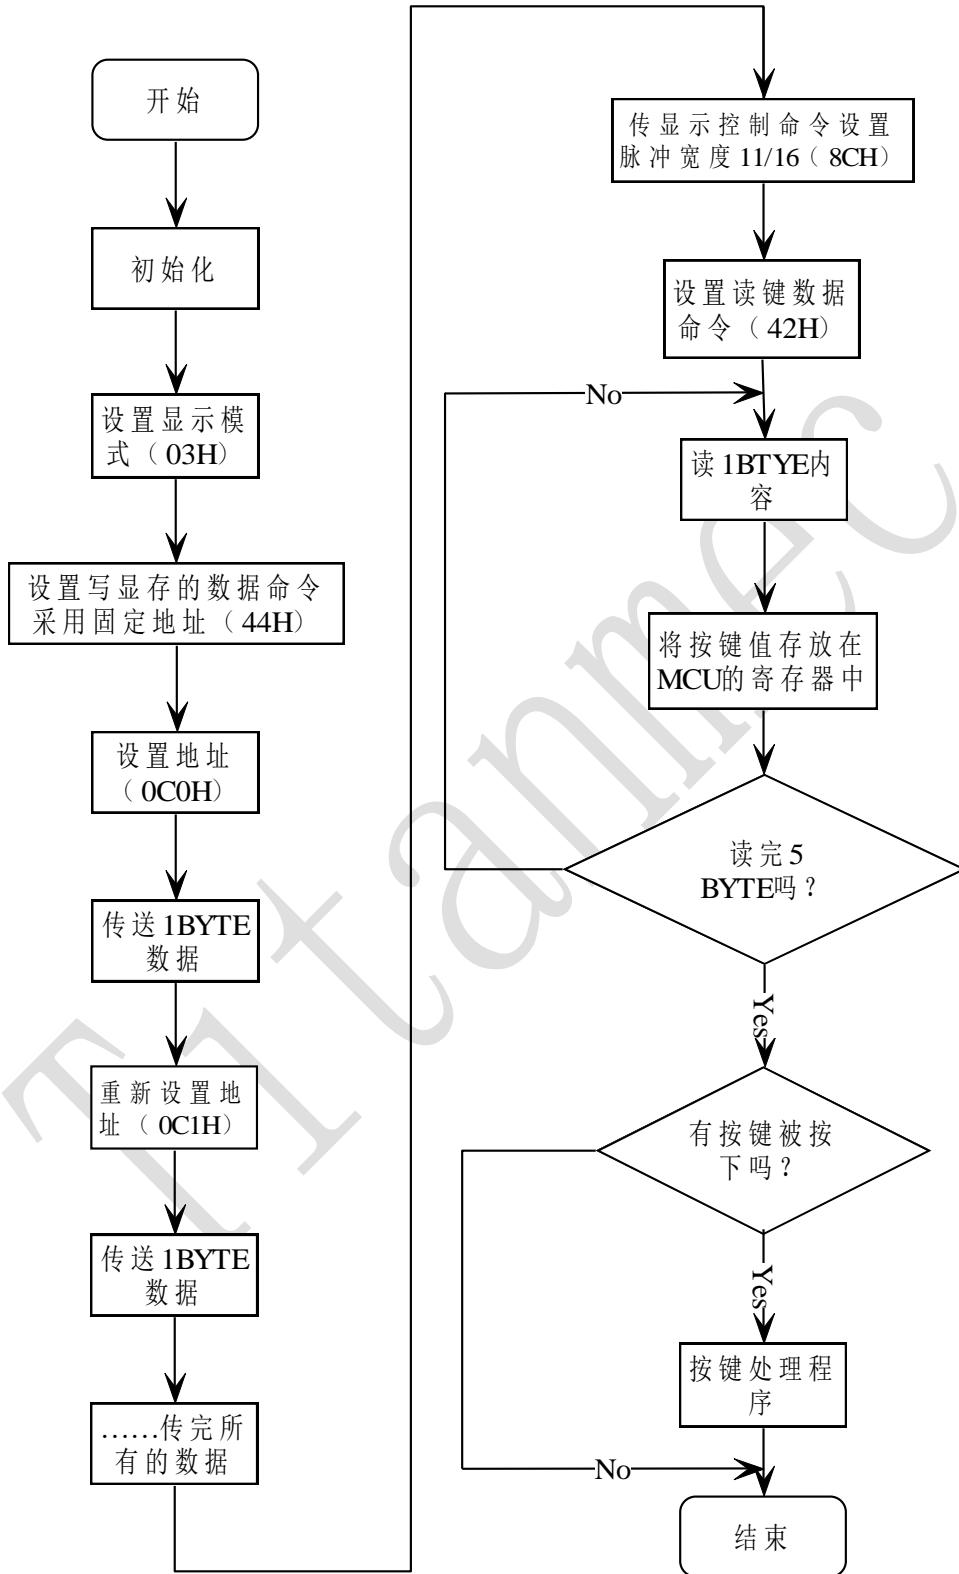 开始
初始化
设置显示模
式（03H）
设置写显存的数据命令
采用固定地址（44H）
设置地址
（0C0H）
传送1BYTE
数据
重新设置地
址（0C1H）
传送1BYTE
数据
……传完所
有的数据
传显示控制命令设置
脉冲宽度11/16（8CH）
设置读键数据
命令（42H）
No
读1BTYE内
容
将按键值存放在
MCU的寄存器中
读完5
BYTE吗？
Yes
有按键被按
下吗？
Yes
按键处理程
序
No
结束
Titanmec